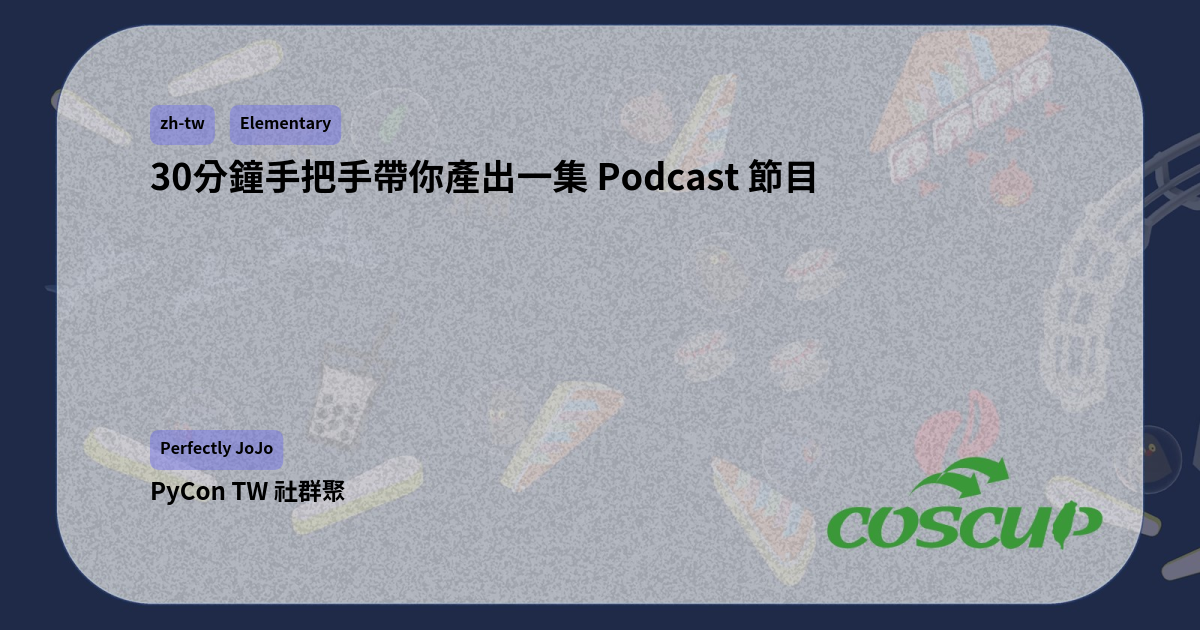 zh-tw Elementary
30分鐘手把手帶你產出一集 Podcast 節目
Perfectly JoJo
PyCon TW 社群聚
COSCUP